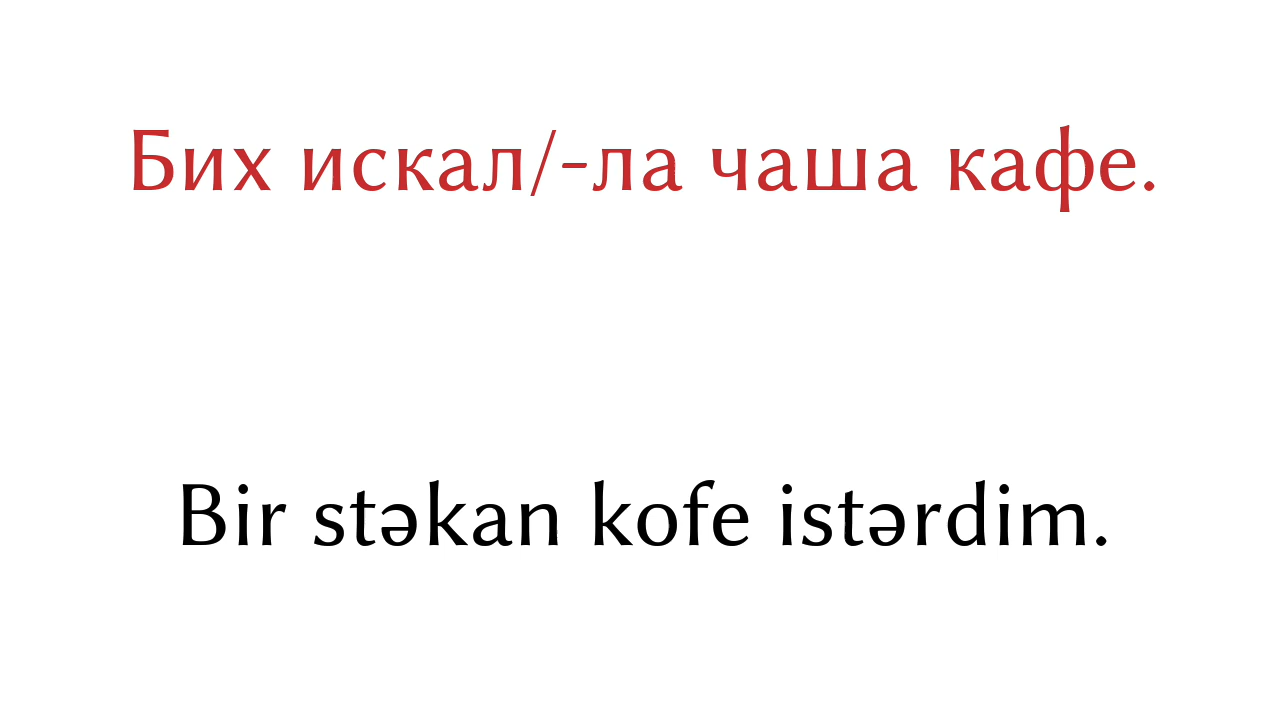 Бих искал/-ла чаша кафе.
Bir stəkan kofe istərdim.